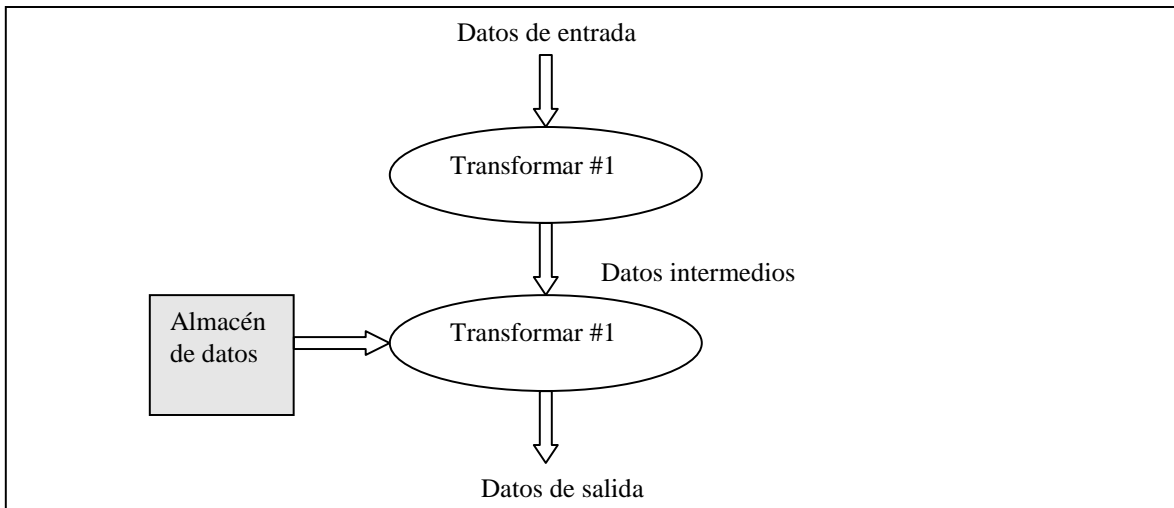 Datos de entrada
Transformar #1
Datos intermedios
Almacén
de datos
Transformar #1
Datos de salida